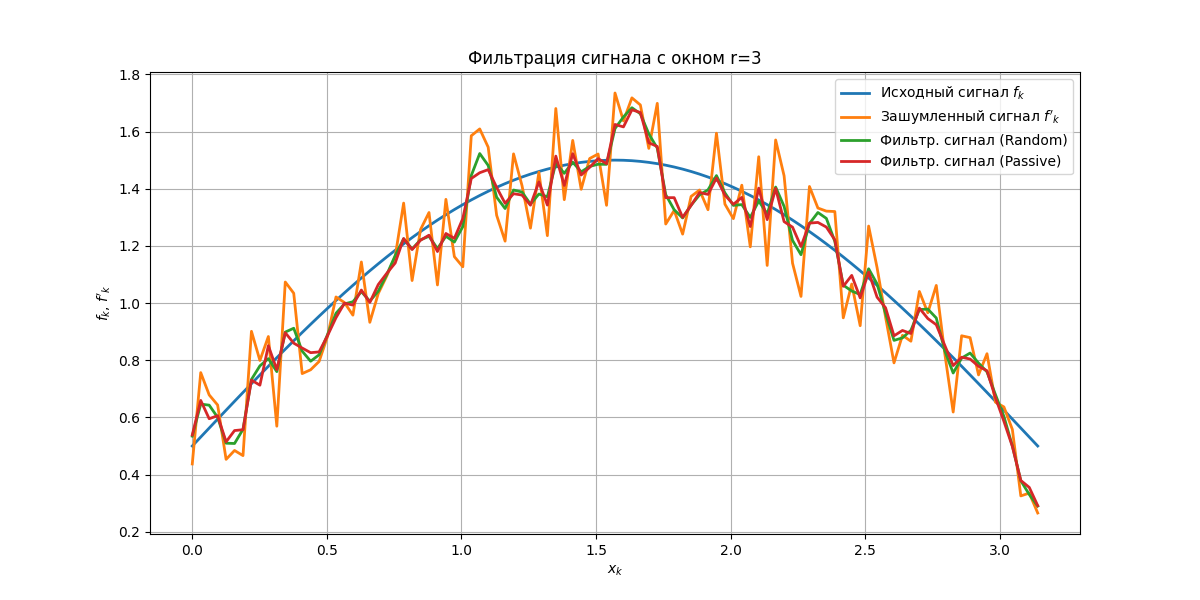 Фильтрация сигнала с окном r=3
1.8
1.6
1.4
1.2
1.0
0.8
0.6
0.4
0.2
f_k, f'_k
Исходный сигнал f_k
Зашумленный сигнал f'_k
Фильтр. сигнал (Random)
Фильтр. сигнал (Passive)
0.0 0.5 1.0 1.5 2.0 2.5 3.0
x_k